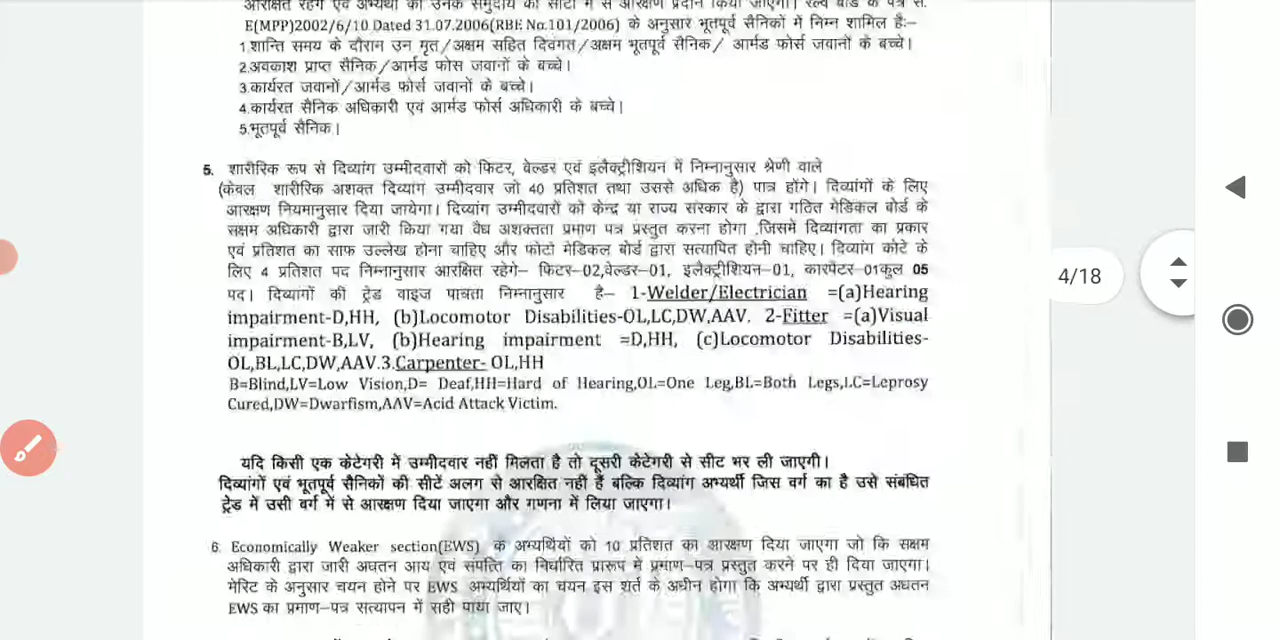 आरक्षित रहेंगे एवं अभ्यर्थी को उनके समुदाय की सीटों में से आरक्षण प्रदान किया जाएगा। रेल्वे बोर्ड के पत्र सं.
E(MPP)2002/6/10.Dated 31.07.2006(RBE No.101/2006) के अनुसार भूतपूर्व सैनिकों में निम्न शामिल हैः–
1.शान्ति समय के दौरान उन मृत/अक्षम सहित दिवगत/अक्षम भूतपूर्व सैनिक/ आर्मड फोर्स जवानों के बच्चे।
2.अवकाश प्राप्त सैनिक/आर्मड फोस जवानों के बच्चे।
3.कार्यरत जवानों/आर्मड फोर्स जवानों के बच्चे।
4.कार्यरत सैनिक अधिकारी एवं आर्मड फोर्स अधिकारी के बच्चे।
5.भूतपूर्व सैनिक।
5. शारीरिक रूप से दिव्यांग उम्मीदवारों को फिटर, वेल्डर एवं इलैक्ट्रीशियन में निम्नानुसार श्रेणी वाले
(केवल शारीरिक अशक्त दिव्यांग उम्मीदवार जो 40 प्रतिशत तथा उससे अधिक है) पात्र होंगे। दिव्यांगों के लिए
आरक्षण नियमानुसार दिया जायेगा। दिव्यांग उम्मीदवारों को केन्द्र या राज्य सरकार के द्वारा गठित मेडिकल बोर्ड के
सक्षम अधिकारी द्वारा जारी किया गया वैध अशक्तता प्रमाण पत्र प्रस्तुत करना होगा ,जिसमें दिव्यांगता का प्रकार
एवं प्रतिशत का साफ उल्लेख होना चाहिए और फोटो मेडिकल बोर्ड द्वारा सत्यापित होनी चाहिए। दिव्यांग कोटे के
लिए 4 प्रतिशत पद निम्नानुसार आरक्षित रहेगे– फिटर–02,वेल्डर–01, इलैक्ट्रीशियन–01, कारपेंटर–01कुल 05
पद। दिव्यांगों की ट्रेड वाइज पात्रता निम्नानुसार है– 1-Welder/Electrician =(a)Hearing
impairment-D,HH, (b)Locomotor Disabilities-OL,LC,DW,AAV. 2-Fitter =(a)Visual
impairment-B,LV, (b)Hearing impairment =D,HH, (c)Locomotor Disabilities-
OL,BL,LC,DW,AAV.3.Carpenter- OL,HH
B=Blind,LV=Low Vision,D= Deaf,HH=Hard of Hearing,OL=One Leg,BL=Both Legs,LC=Leprosy
Cured,DW=Dwarfism,AAV=Acid Attack Victim.
यदि किसी एक केटेगरी में उम्मीदवार नहीं मिलता है तो दूसरी केटेगरी से सीट भर ली जाएगी।
दिव्यांगों एवं भूतपूर्व सैनिकों की सीटें अलग से आरक्षित नहीं हैं बल्कि दिव्यांग अभ्यर्थी जिस वर्ग का है उसे संबंधित
ट्रेड में उसी वर्ग में से आरक्षण दिया जाएगा और गणना में लिया जाएगा।
6. Economically Weaker section(EWS) के अभ्यर्थियों को 10 प्रतिशत का आरक्षण दिया जाएगा जो कि सक्षम
अधिकारी द्वारा जारी अघतन आय एवं संपत्ति का निर्धारित प्रारूप में प्रमाण–पत्र प्रस्तुत करने पर ही दिया जाएगा।
मेरिट के अनुसार चयन होने पर EWS अभ्यर्थियों का चयन इस शर्त के अधीन होगा कि अभ्यर्थी द्वारा प्रस्तुत अघतन
EWS का प्रमाण–पत्र सत्यापन में सही पाया जाए।
4/18